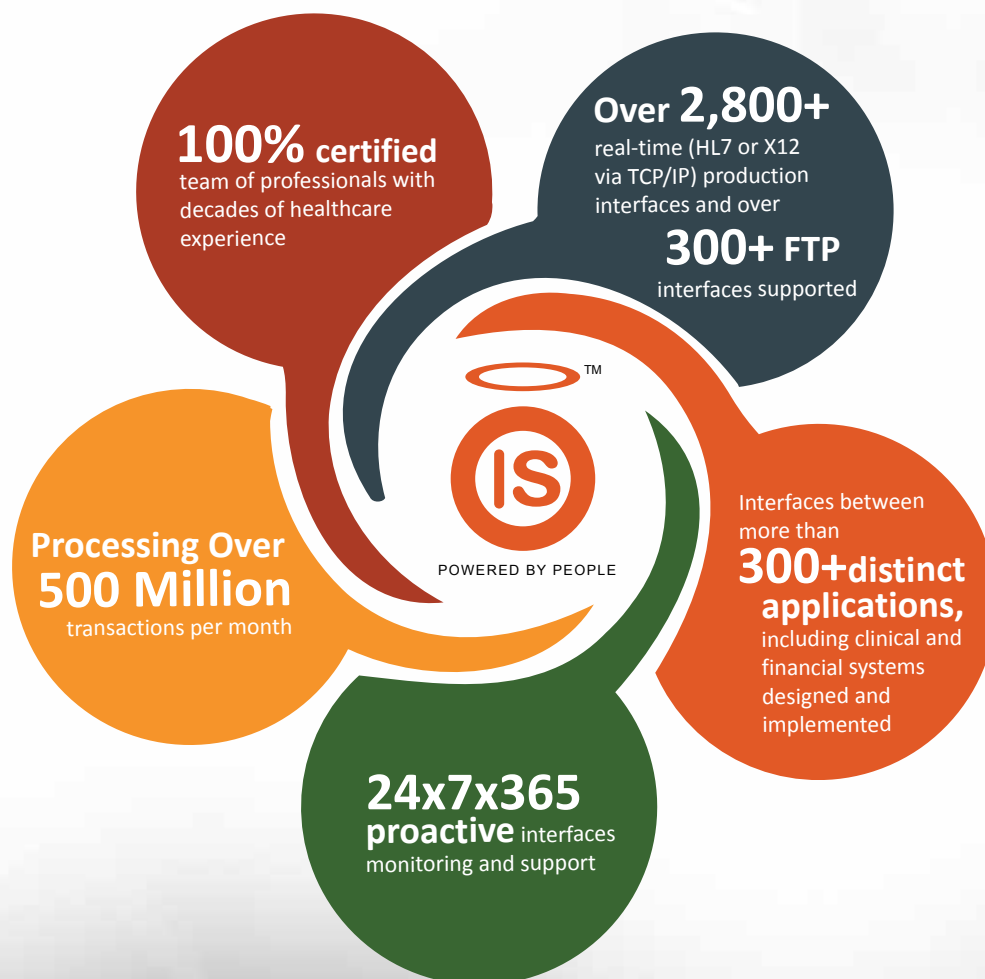 100% certified
team of professionals with
decades of healthcare
experience
Over 2,800+
real-time (HL7 or X12
via TCP/IP) production
interfaces and over
300+ FTP
interfaces supported
TM
IS
POWERED BY PEOPLE
Interfaces between
more than
300+distinct
applications,
including clinical and
financial systems
designed and
implemented
Processing Over
500 Million
transactions per month
24x7x365
proactive interfaces
monitoring and support